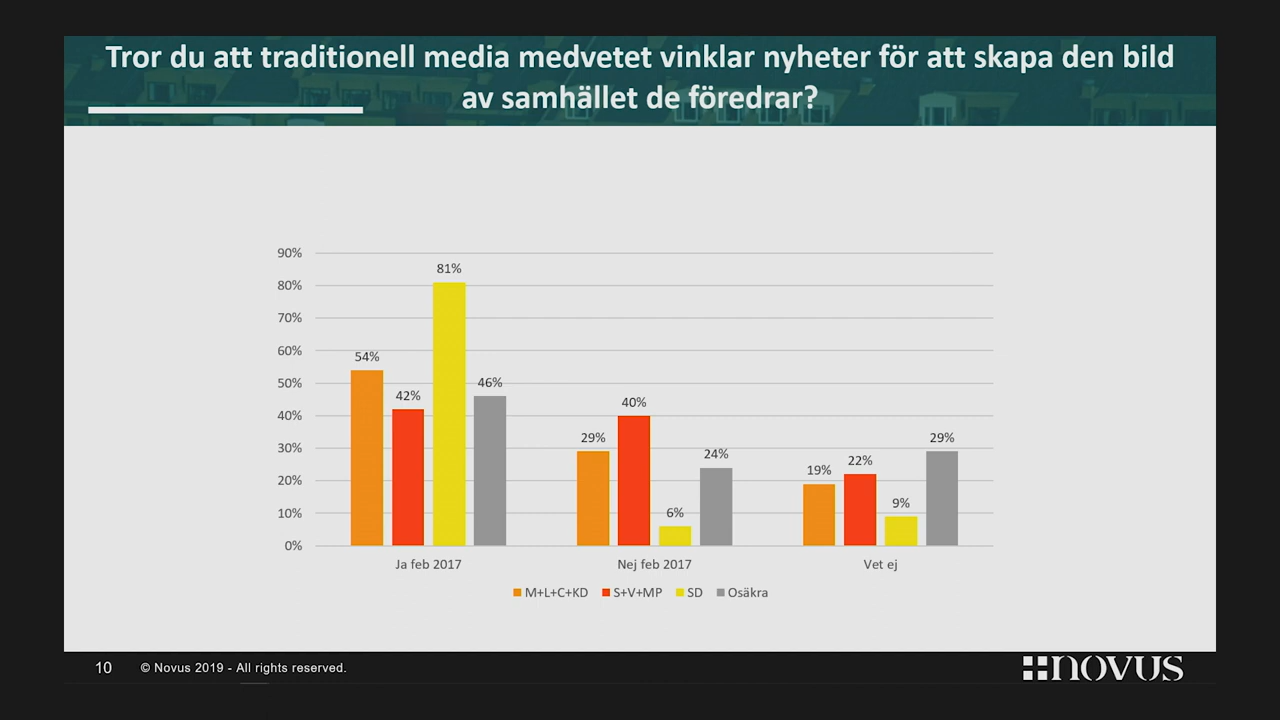 Tror du att traditionell media medvetet vinklar nyheter för att skapa den bild
av samhället de föredrar?
90%
80%
70%
60%
50%
40%
30%
20%
10%
0%
54%
42%
81%
46%
29%
40%
6%
24%
19%
22%
9%
29%
Ja feb 2017
Nej feb 2017
Vet ej
M+L+C+KD S+V+MP SD Osäkra
10 © Novus 2019 - All rights reserved.
novus